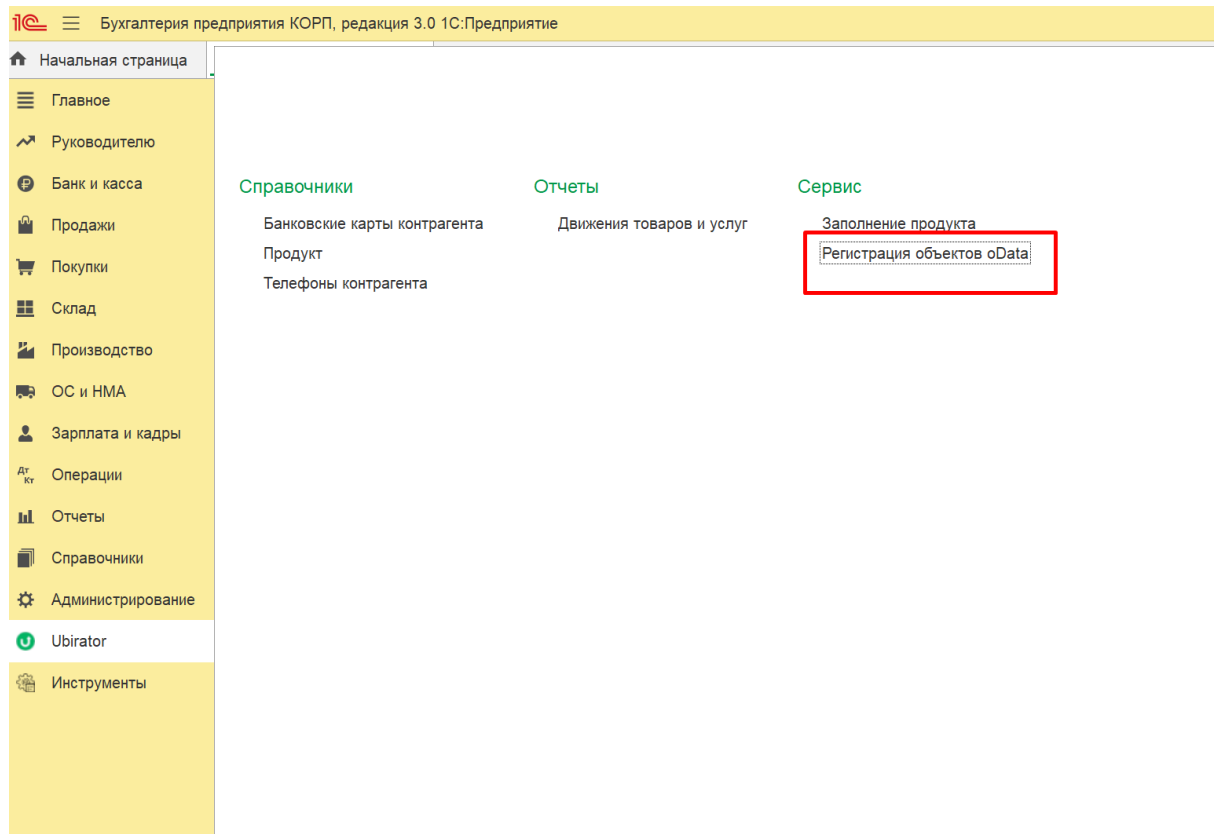 1С Бухгалтерия предприятия КОРП, редакция 3.0 1С:Предприятие
Начальная страница
Главное
Руководителю
Банк и касса
Продажи
Покупки
Склад
Производство
ОС и НМА
Зарплата и кадры
Дт Кт Операции
Отчеты
Справочники
Администрирование
Ubirator
Инструменты
Справочники
Банковские карты контрагента
Продукт
Телефоны контрагента
Отчеты
Движения товаров и услуг
Сервис
Заполнение продукта
Регистрация объектов oData